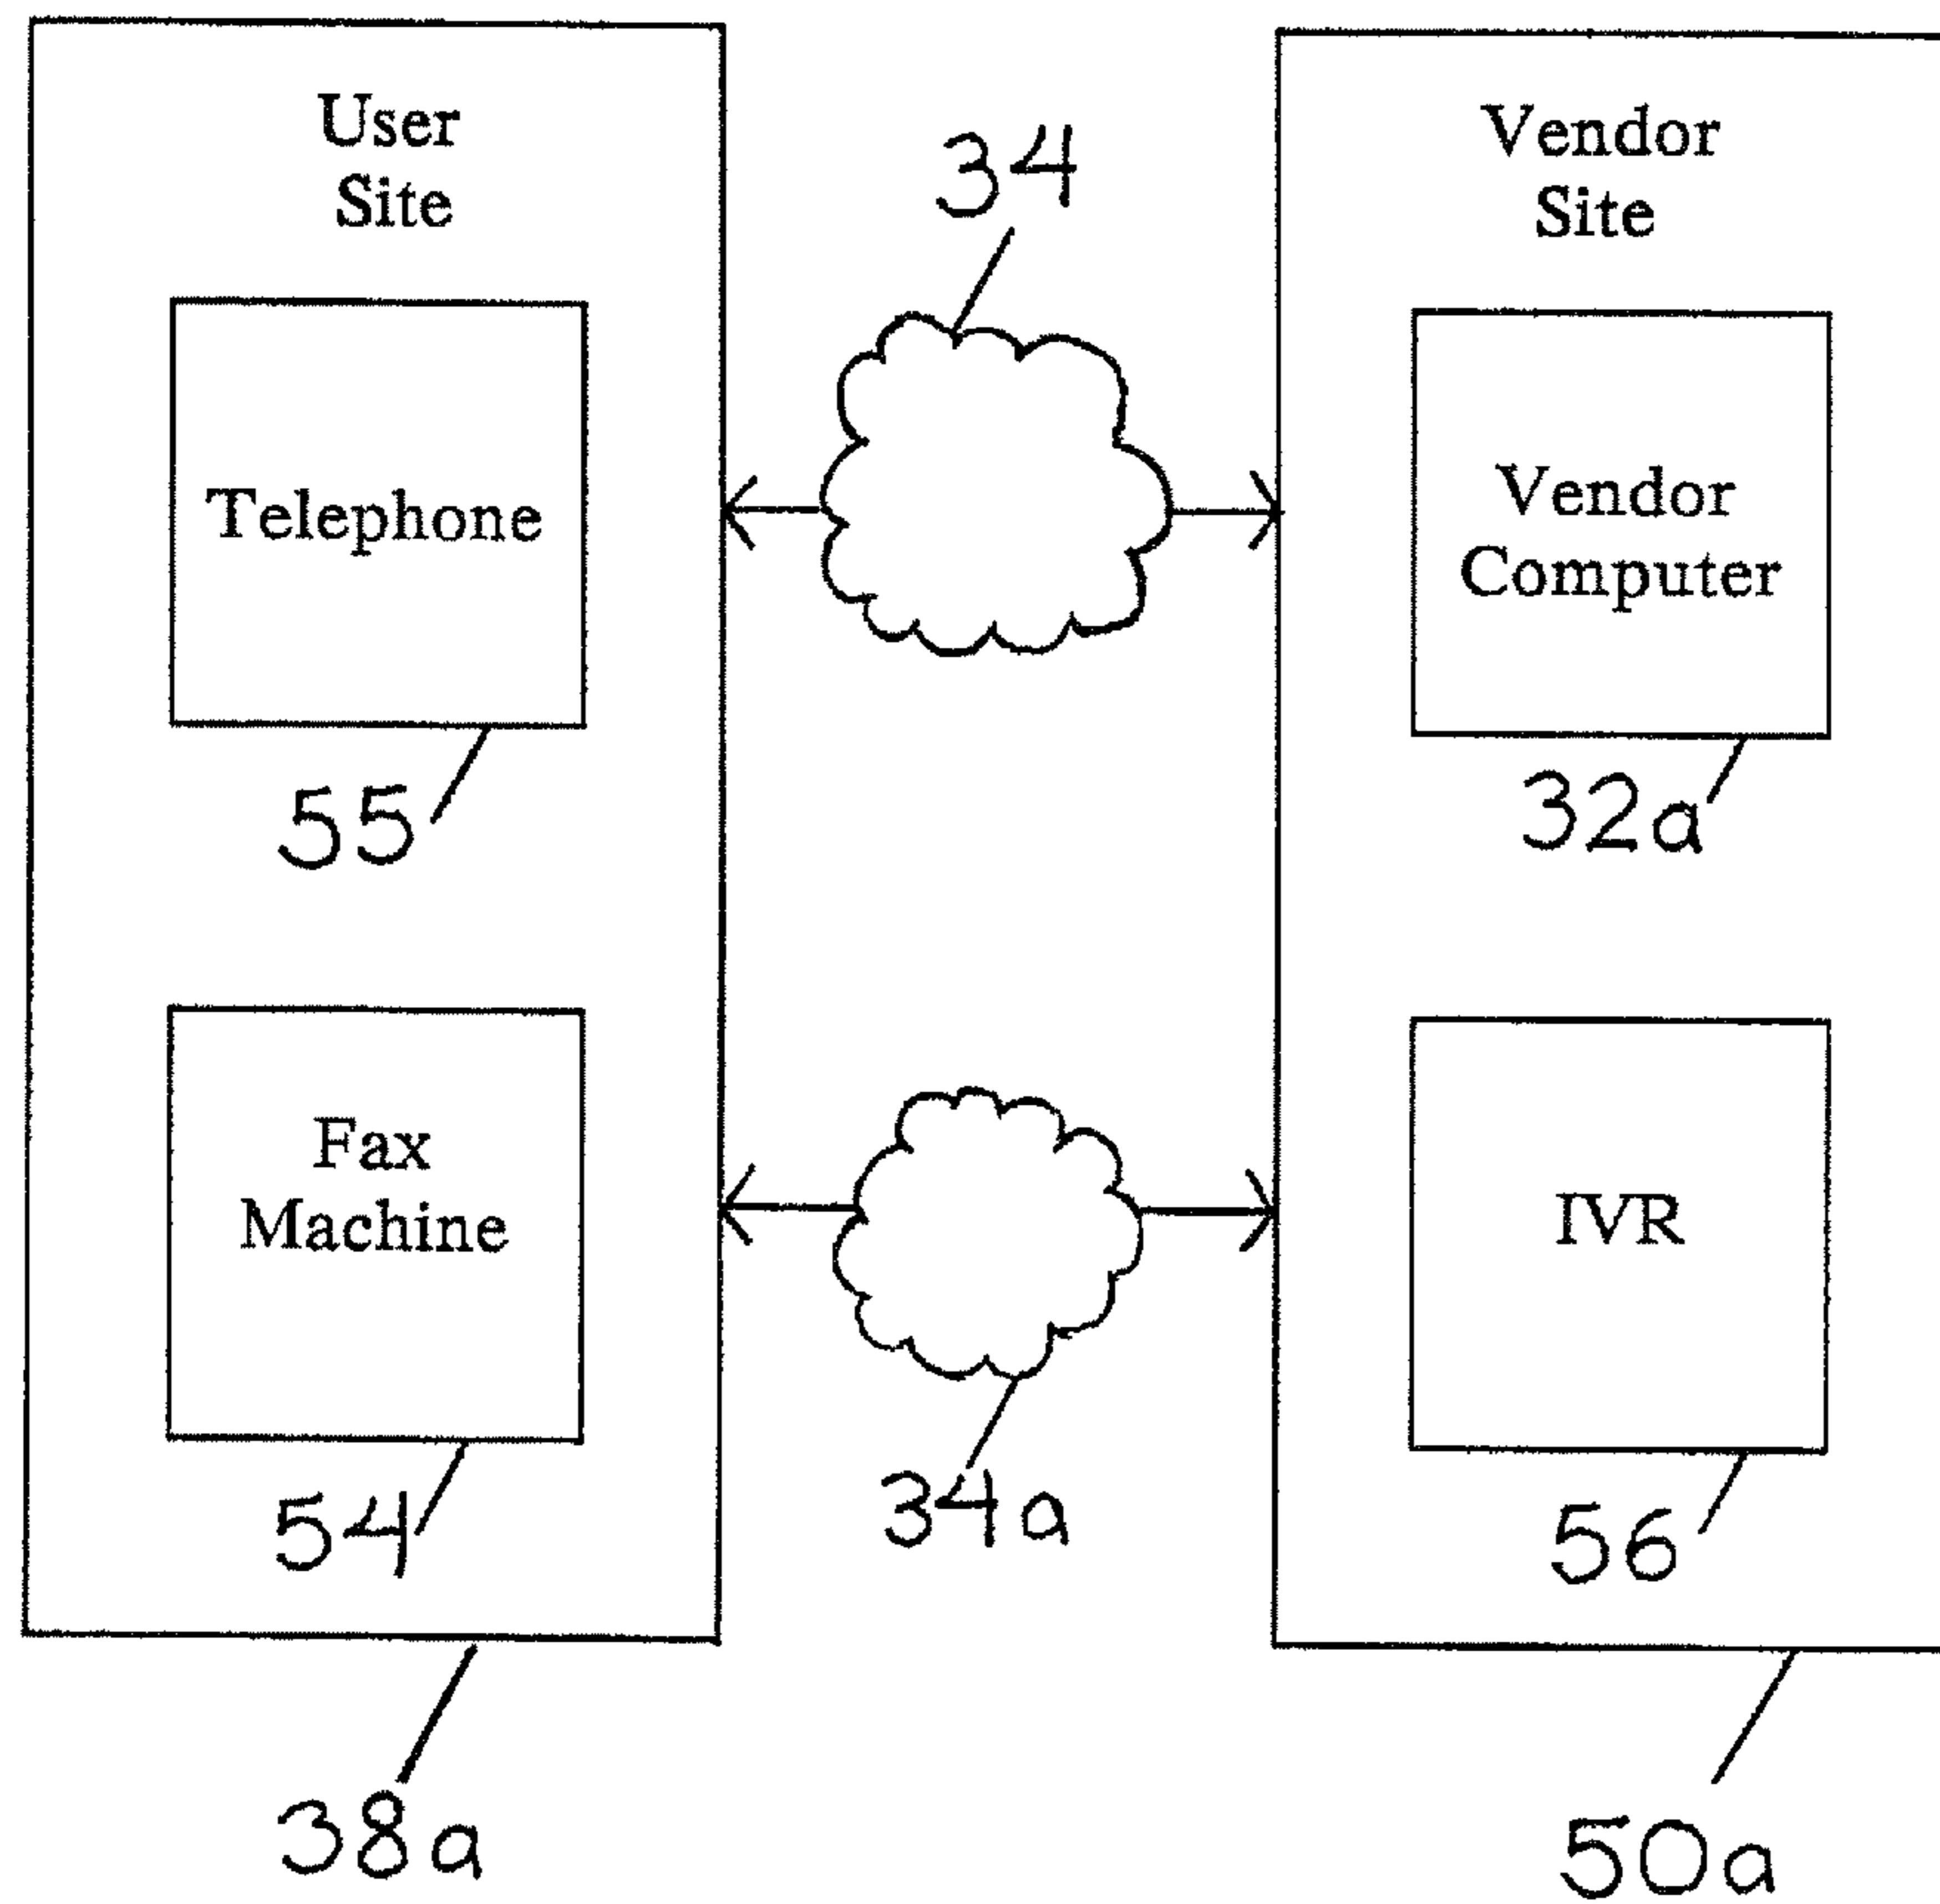 User
Site
Telephone
55
Fax
Machine
54
38a
34
34a
Vendor
Site
Vendor
Computer
32a
IVR
56
50a